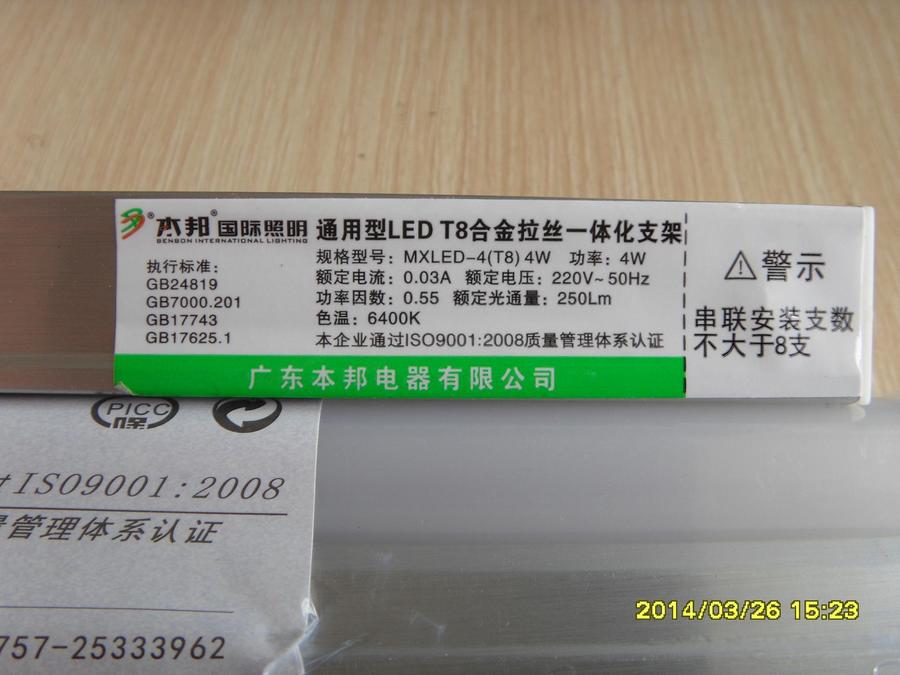 本邦® 国际照明
BENBON INTERNATIONAL LIGHTING
执行标准:
GB24819
GB7000.201
GB17743
GB17625.1
通用型LED T8合金拉丝一体化支架
规格型号: MXLED-4(T8) 4W 功率: 4W
额定电流: 0.03A 额定电压: 220V~50Hz
功率因数: 0.55 额定光通量: 250Lm
色温: 6400K
本企业通过ISO9001:2008质量管理体系认证
广东本邦电器有限公司
警示
串联安装支数
不大于8支
PICC
ISO9001:2008
管理体系认证
757-25333962
2014/03/26 15:23